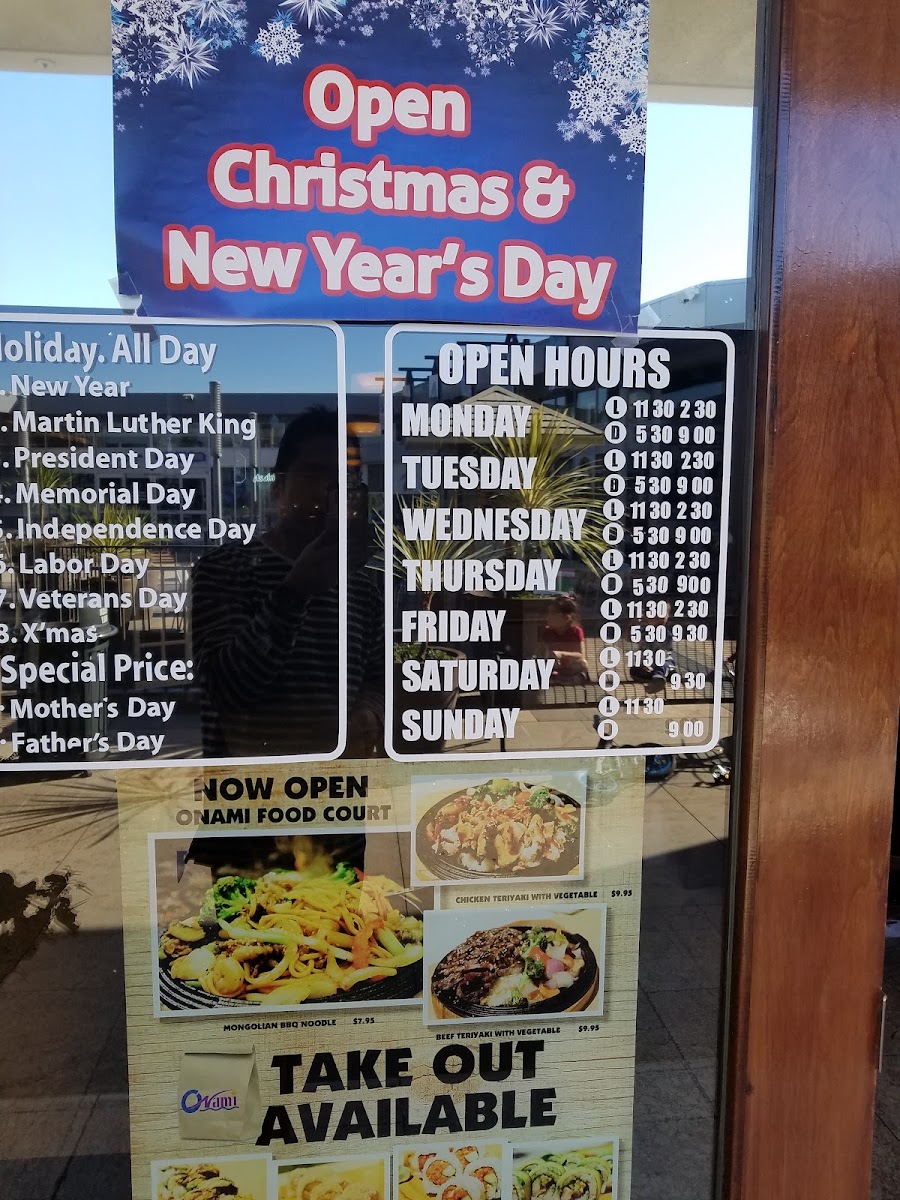 Open
Christmas &
New Year's Day
Holiday. All Day
. New Year
. Martin Luther King
. President Day
. Memorial Day
5. Independence Day
6. Labor Day
7. Veterans Day
8. X'mas
Special Price:
Mother's Day
Father's Day
OPEN HOURS
MONDAY L 11 30 2 30
D 5 30 9 00
TUESDAY L 11 30 2 30
D 5 30 9 00
WEDNESDAY L 11 30 2 30
D 5 30 9 00
THURSDAY L 11 30 2 30
D 5 30 9 00
FRIDAY L 11 30 2 30
D 5 30 9 30
SATURDAY L 11 30
D 9 30
SUNDAY L 11 30
D 9 00
NOW OPEN
ONAMI FOOD COURT
CHICKEN TERIYAKI WITH VEGETABLE $9.95
MONGOLIAN BBQ NOODLE $7.95
BEEF TERIYAKI WITH VEGETABLE $9.95
TAKE OUT
AVAILABLE
Onami